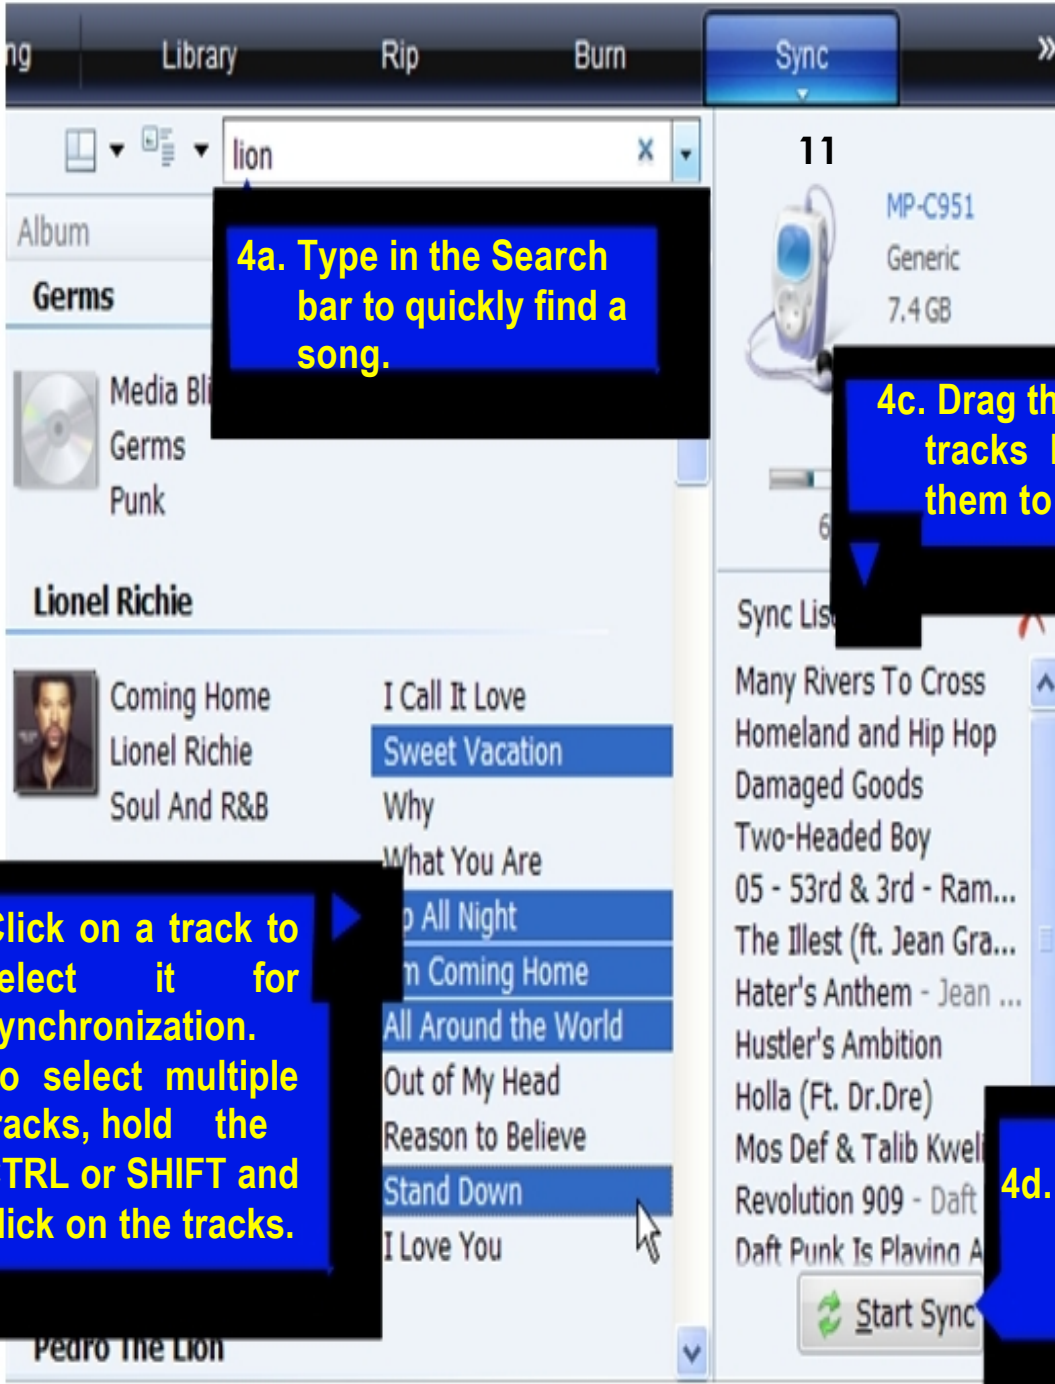 ng Library Rip Burn Sync »
lion x
11
Album
MP-C951
Generic
7.4 GB
4a. Type in the Search
bar to quickly find a
song.
Germs
Media Bli
Germs
Punk
4c. Drag th
tracks
them to
6
Lionel Richie
Coming Home
Lionel Richie
Soul And R&B
I Call It Love
Sweet Vacation
Why
What You Are
p All Night
m Coming Home
All Around the World
Out of My Head
Reason to Believe
Stand Down
I Love You
lick on a track to
elect it for
ynchronization.
o select multiple
racks, hold the
TRL or SHIFT and
lick on the tracks.
Pedro The Lion
Sync Lis
Many Rivers To Cross
Homeland and Hip Hop
Damaged Goods
Two-Headed Boy
05 - 53rd & 3rd - Ram...
The Illest (ft. Jean Gra...
Hater's Anthem - Jean ...
Hustler's Ambition
Holla (Ft. Dr.Dre)
Mos Def & Talib Kweli
Revolution 909 - Daft
Daft Punk Is Playing A
4d.
Start Sync